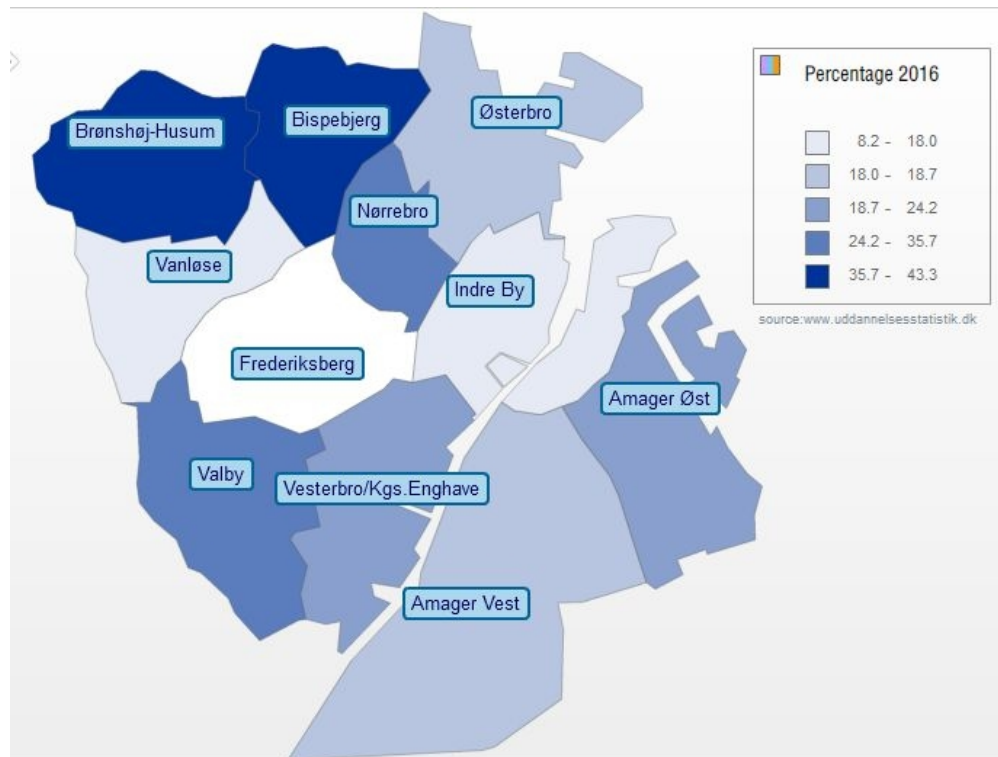 Percentage 2016
8.2 - 18.0
18.0 - 18.7
18.7 - 24.2
24.2 - 35.7
35.7 - 43.3
source:www.uddannelsesstatistik.dk
Østerbro
Bispebjerg
Brønshøj-Husum
Nørrebro
Vanløse
Indre By
Frederiksberg
Amager Øst
Valby
Vesterbro/Kgs.Enghave
Amager Vest